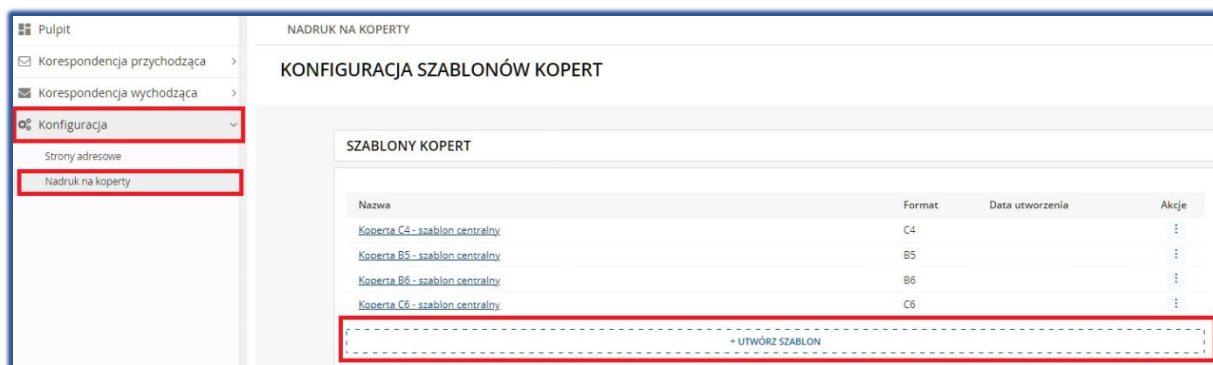 Pulpit
Korespondencja przychodząca
Korespondencja wychodząca
Konfiguracja
Strony adresowe
Nadruk na koperty
NADRUK NA KOPERTY
KONFIGURACJA SZABLONÓW KOPERT
SZABLONY KOPERT
Nazwa Format Data utworzenia Akcje
Koperta C4 - szablon centralny C4
Koperta B5 - szablon centralny B5
Koperta B6 - szablon centralny B6
Koperta C6 - szablon centralny C6
+ UTWÓRZ SZABLON